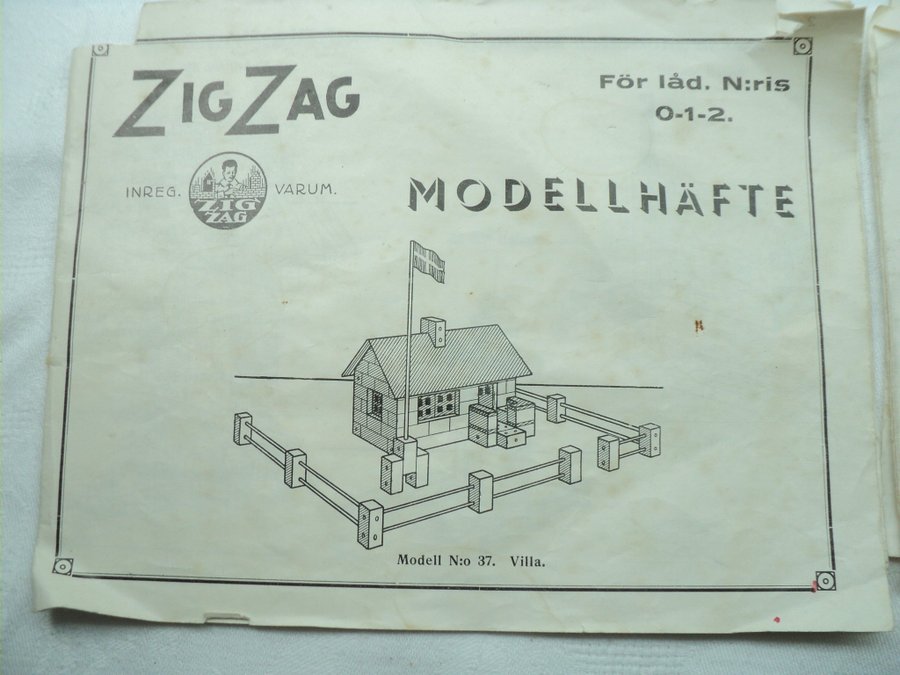 ZIGZAG
För låd. N:ris
0-1-2.
INREG.
ZIG
ZAG
VARUM.
MODELLHÄFTE
Modell N:o 37. Villa.